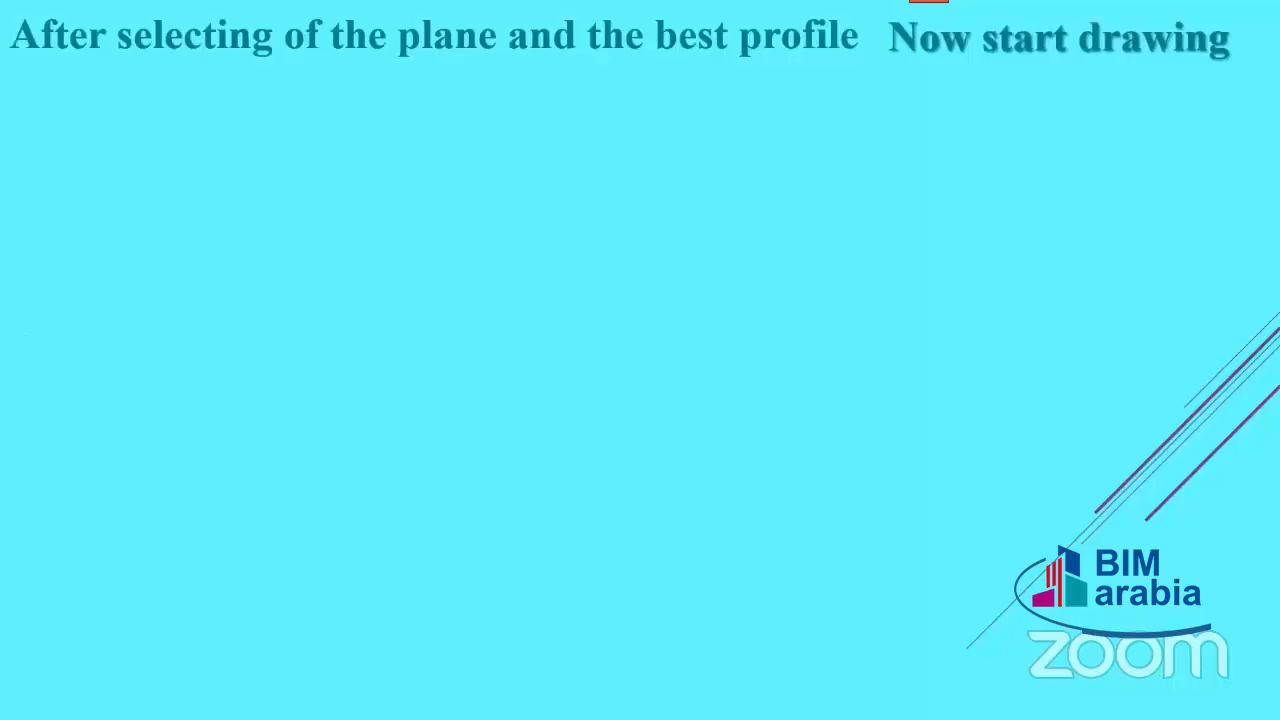 After selecting of the plane and the best profile Now start drawing
BIM
arabia
zoom